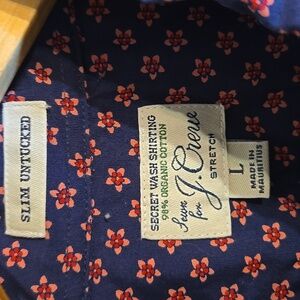 SLIM UNTUCKED
SECRET WASH SHIRTING
98% ORGANIC COTTON
Sewn
for J.Crew
STRETCH
L
MADE IN
MAURITIUS